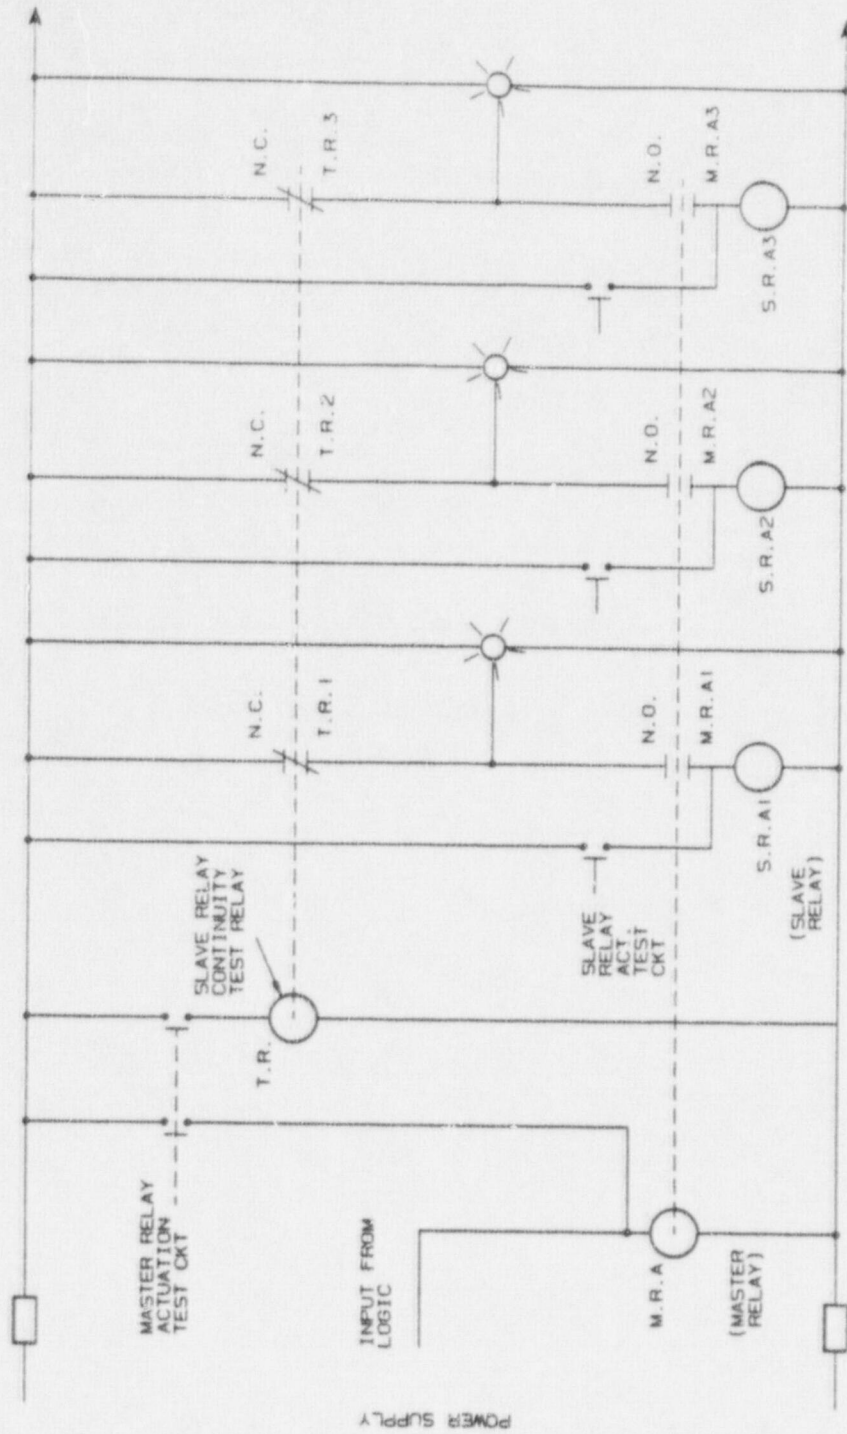 POWER SUPPLY
MASTER RELAY
ACTUATION
TEST CKT
INPUT FROM
LOGIC
M.R.A
(MASTER
RELAY)
T.R.
SLAVE RELAY
CONTINUITY
TEST RELAY
SLAVE
RELAY
ACT.
TEST
CKT
N.C.
T.R.1
N.O.
M.R.A1
S.R.A1
(SLAVE
RELAY)
N.C.
T.R.2
N.O.
M.R.A2
S.R.A2
N.C.
T.R.3
N.O.
M.R.A3
S.R.A3